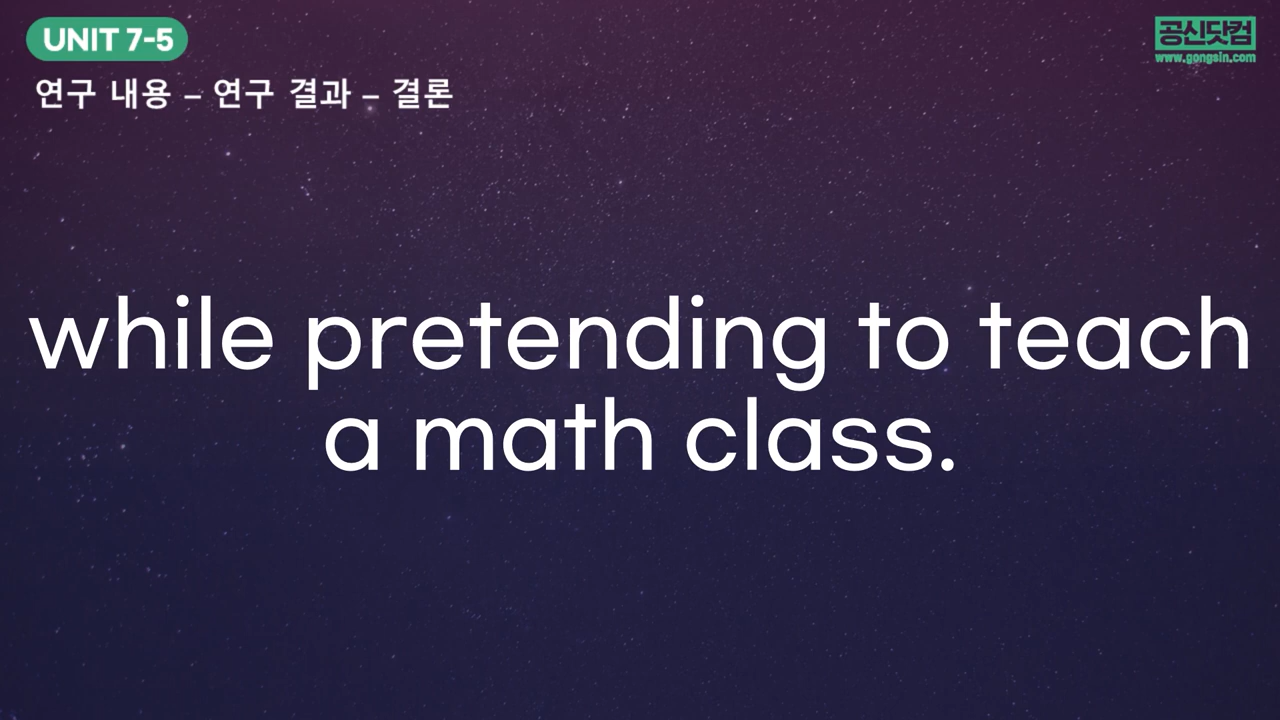 UNIT 7-5
공신닷컴
www.gongsin.com
연구 내용 – 연구 결과 – 결론
while pretending to teach
a math class.